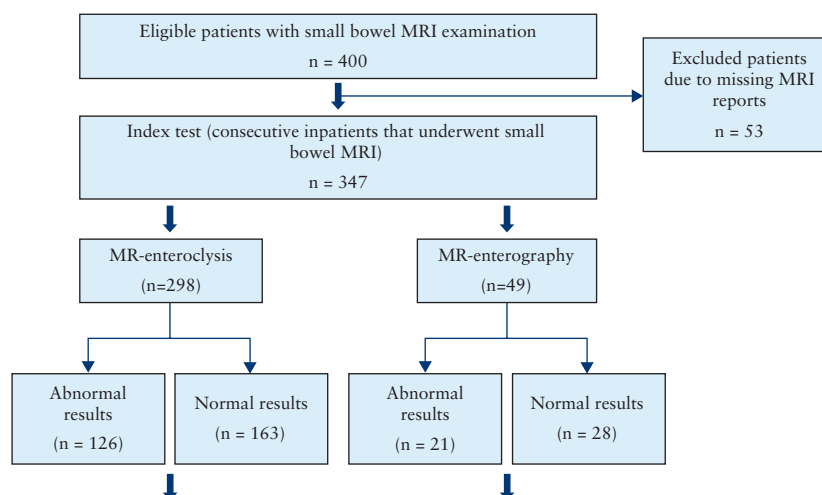 Eligible patients with small bowel MRI examination
n = 400
Excluded patients
due to missing MRI
reports
n = 53
Index test (consecutive inpatients that underwent small
bowel MRI)
n = 347
MR-enteroclysis
(n=298)
MR-enterography
(n=49)
Abnormal
results
(n = 126)
Normal results
(n = 163)
Abnormal
results
(n = 21)
Normal results
(n = 28)